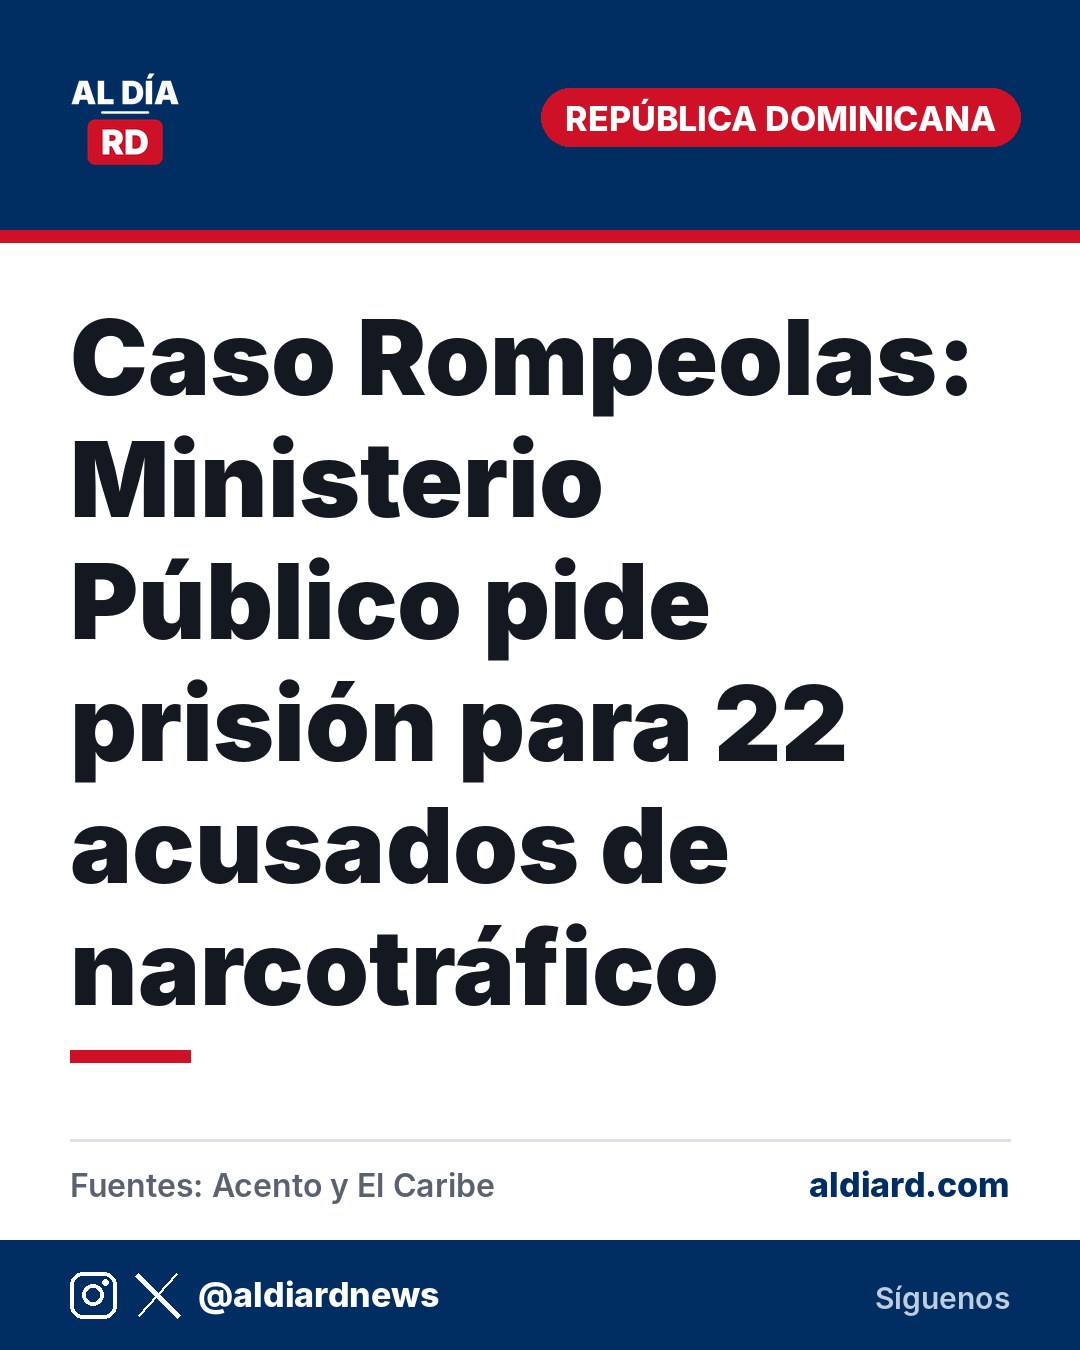 AL DÍA
RD
REPÚBLICA DOMINICANA
Caso Rompeolas:
Ministerio
Público pide
prisión para 22
acusados de
narcotráfico
Fuentes: Acento y El Caribe
aldiard.com
@aldiardnews
Síguenos